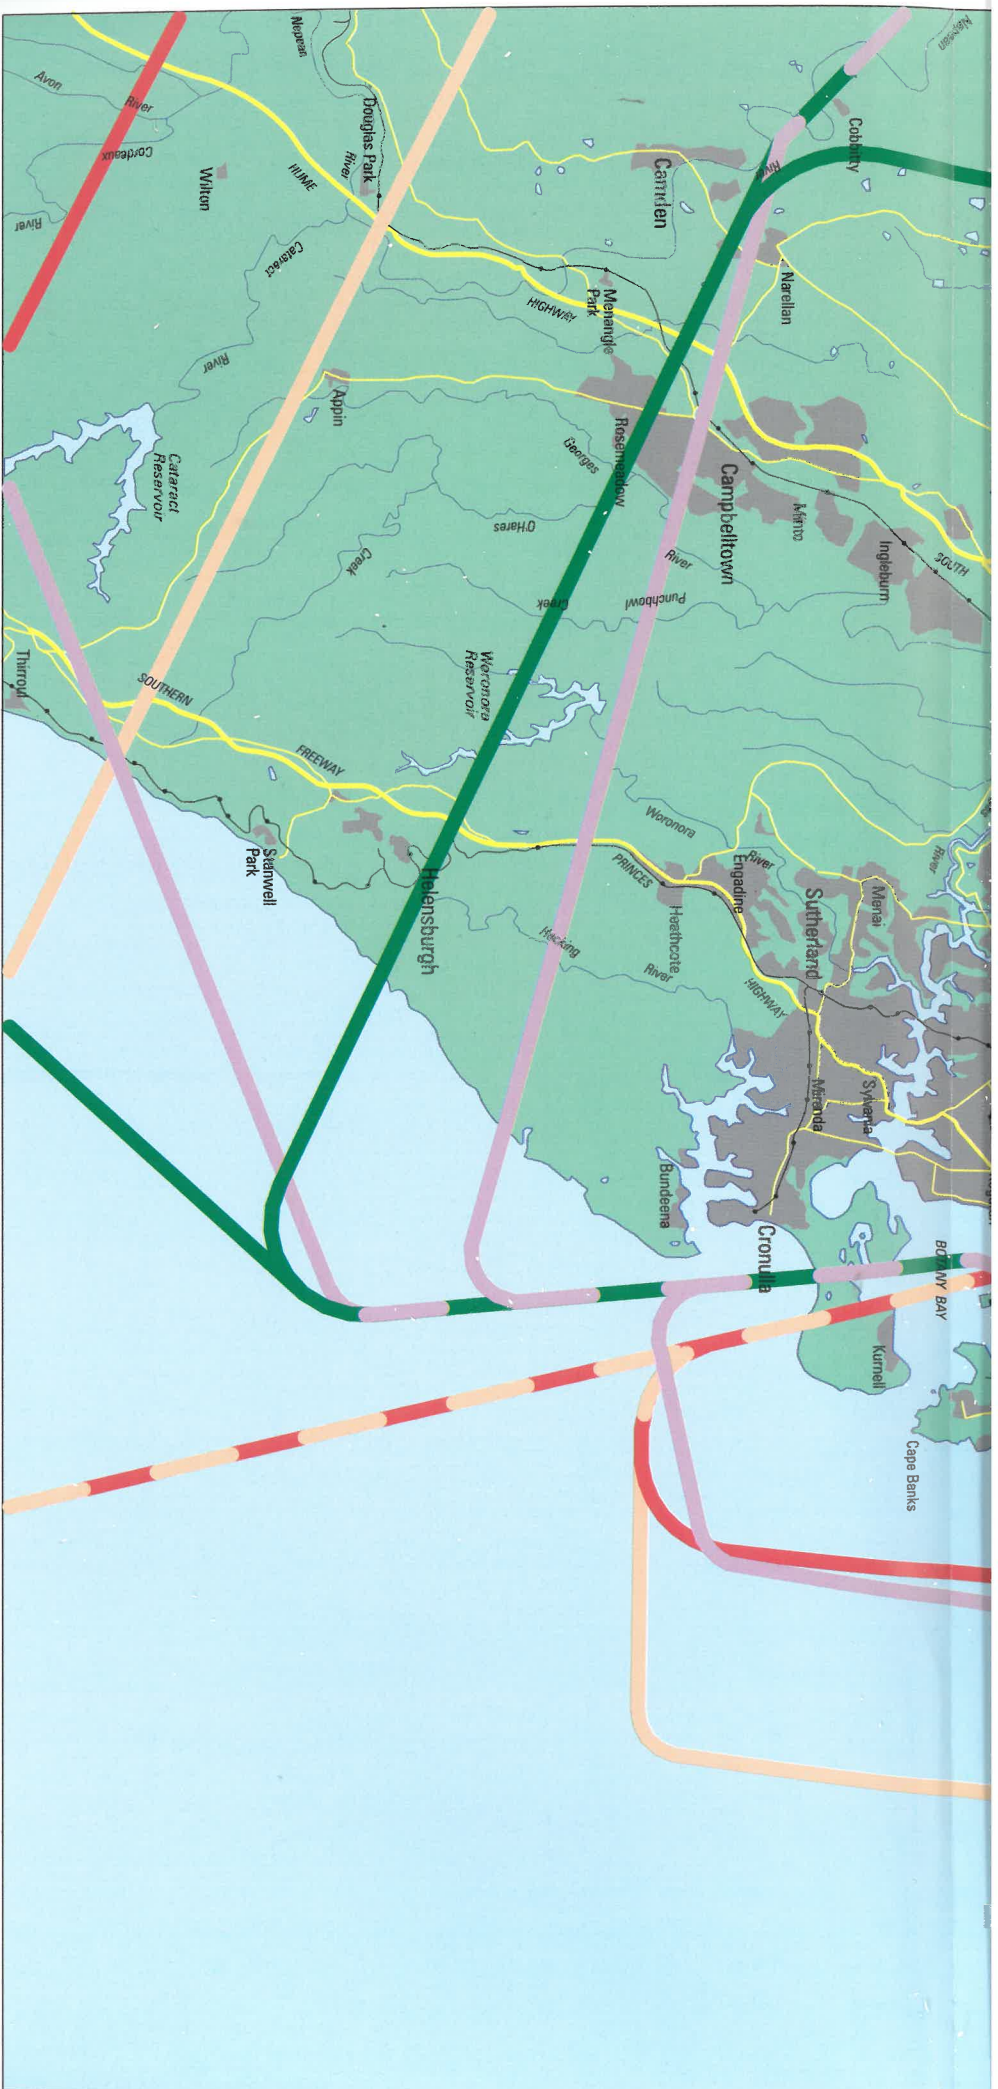 Nepean
Nepean
Avon
River
Cordeaux
River
Wilton
HUME
Douglas Park
River
Cataract
River
Camden
Cobbitty
River
Narellan
HIGHWAY
Menangle
Park
Appin
Cataract
Reservoir
Rosemeadow
Georges
O'Hares
Creek
Creek
Campbelltown
River
Punchbowl
Minto
Ingleburn
SOUTH
Thirroul
SOUTHERN
FREEWAY
Woronora
Reservoir
Stanwell
Park
Helensburgh
Woronora
River
PRINCES
Engadine
Heathcote
Hacking
River
HIGHWAY
Sutherland
Menai
River
Miranda
Sylvania
Bundeena
Cronulla
BOTANY BAY
Kurnell
Cape Banks